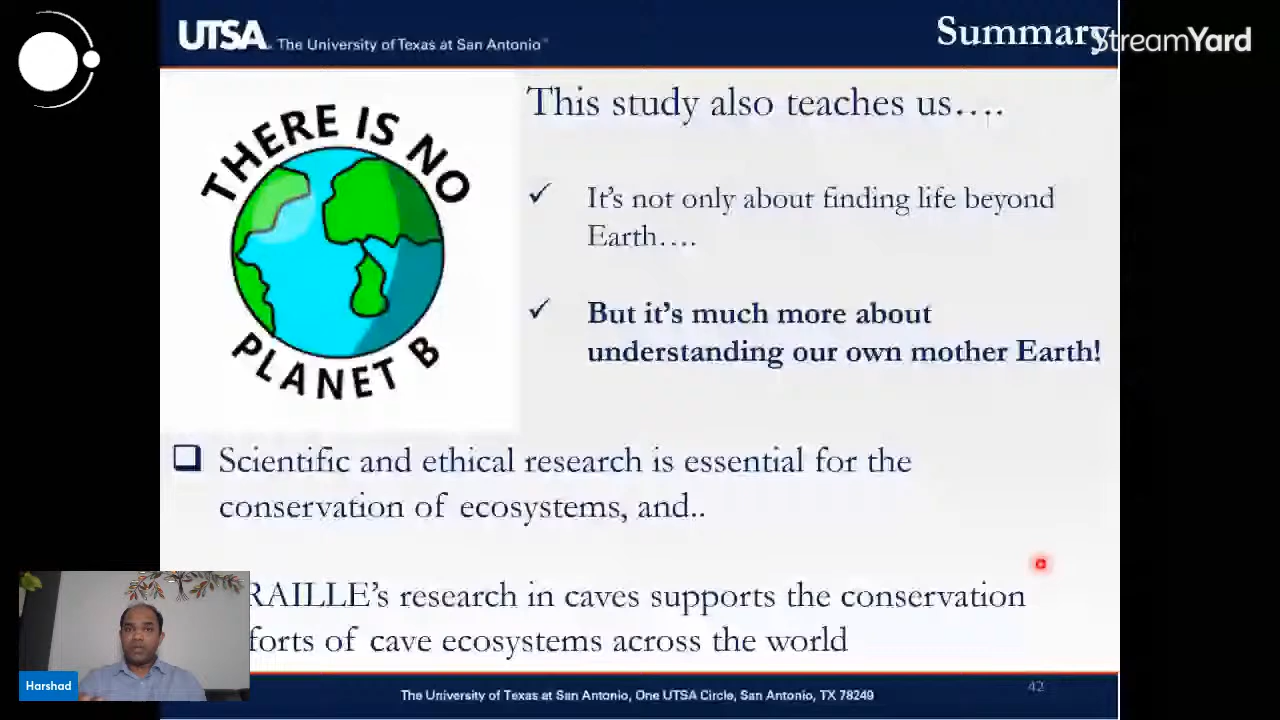 UTSA. The University of Texas at San Antonio™
Summary
StreamYard
THERE IS NO
PLANET B
This study also teaches us….
✓ It's not only about finding life beyond
Earth….
✓ But it's much more about
understanding our own mother Earth!
❑ Scientific and ethical research is essential for the
conservation of ecosystems, and..
RAILLE's research in caves supports the conservation
forts of cave ecosystems across the world
Harshad
The University of Texas at San Antonio, One UTSA Circle, San Antonio, TX 78249
42